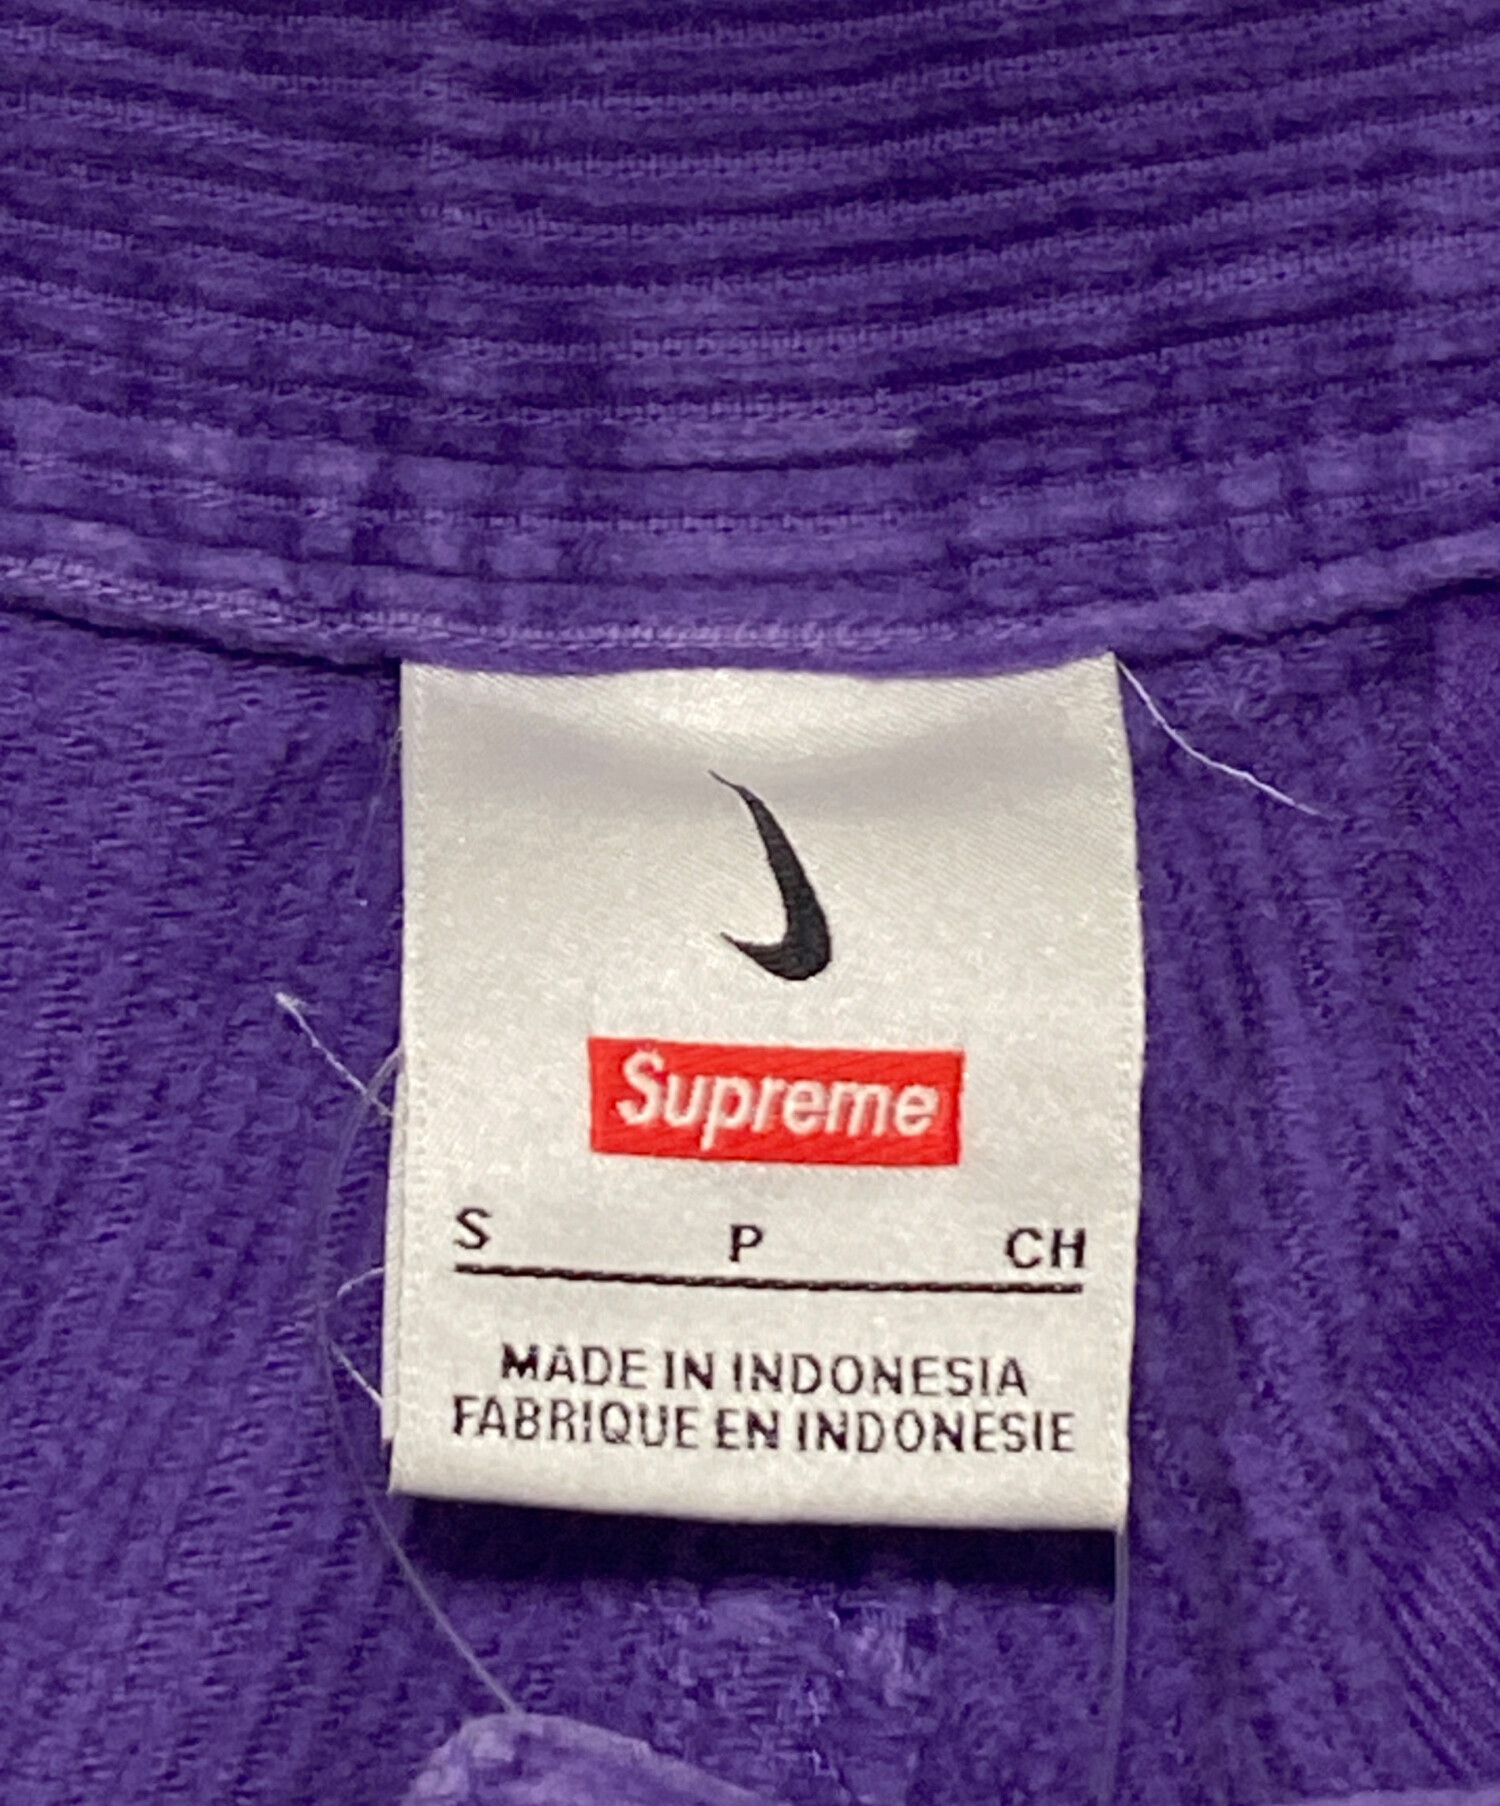 Supreme
S P CH
MADE IN INDONESIA
FABRIQUE EN INDONESIE